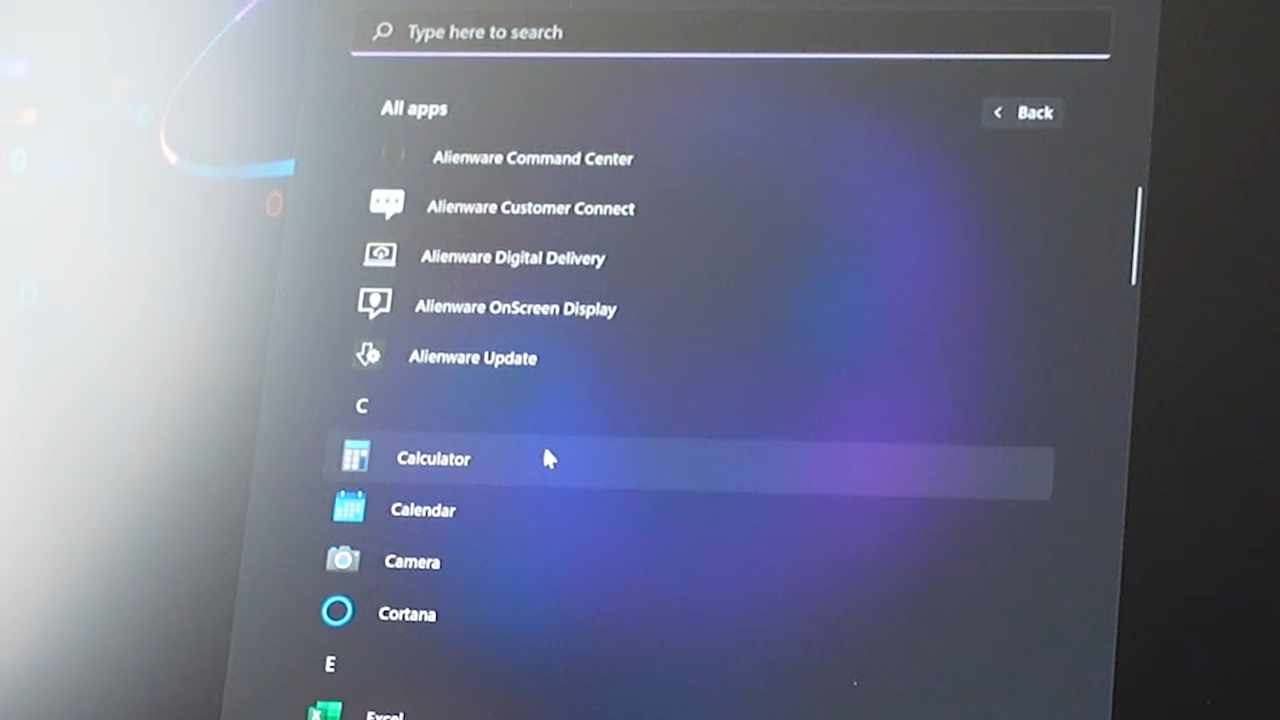 Type here to search
All apps
Back
Alienware Command Center
Alienware Customer Connect
Alienware Digital Delivery
Alienware OnScreen Display
Alienware Update
C
Calculator
Calendar
Camera
Cortana
E
Excel